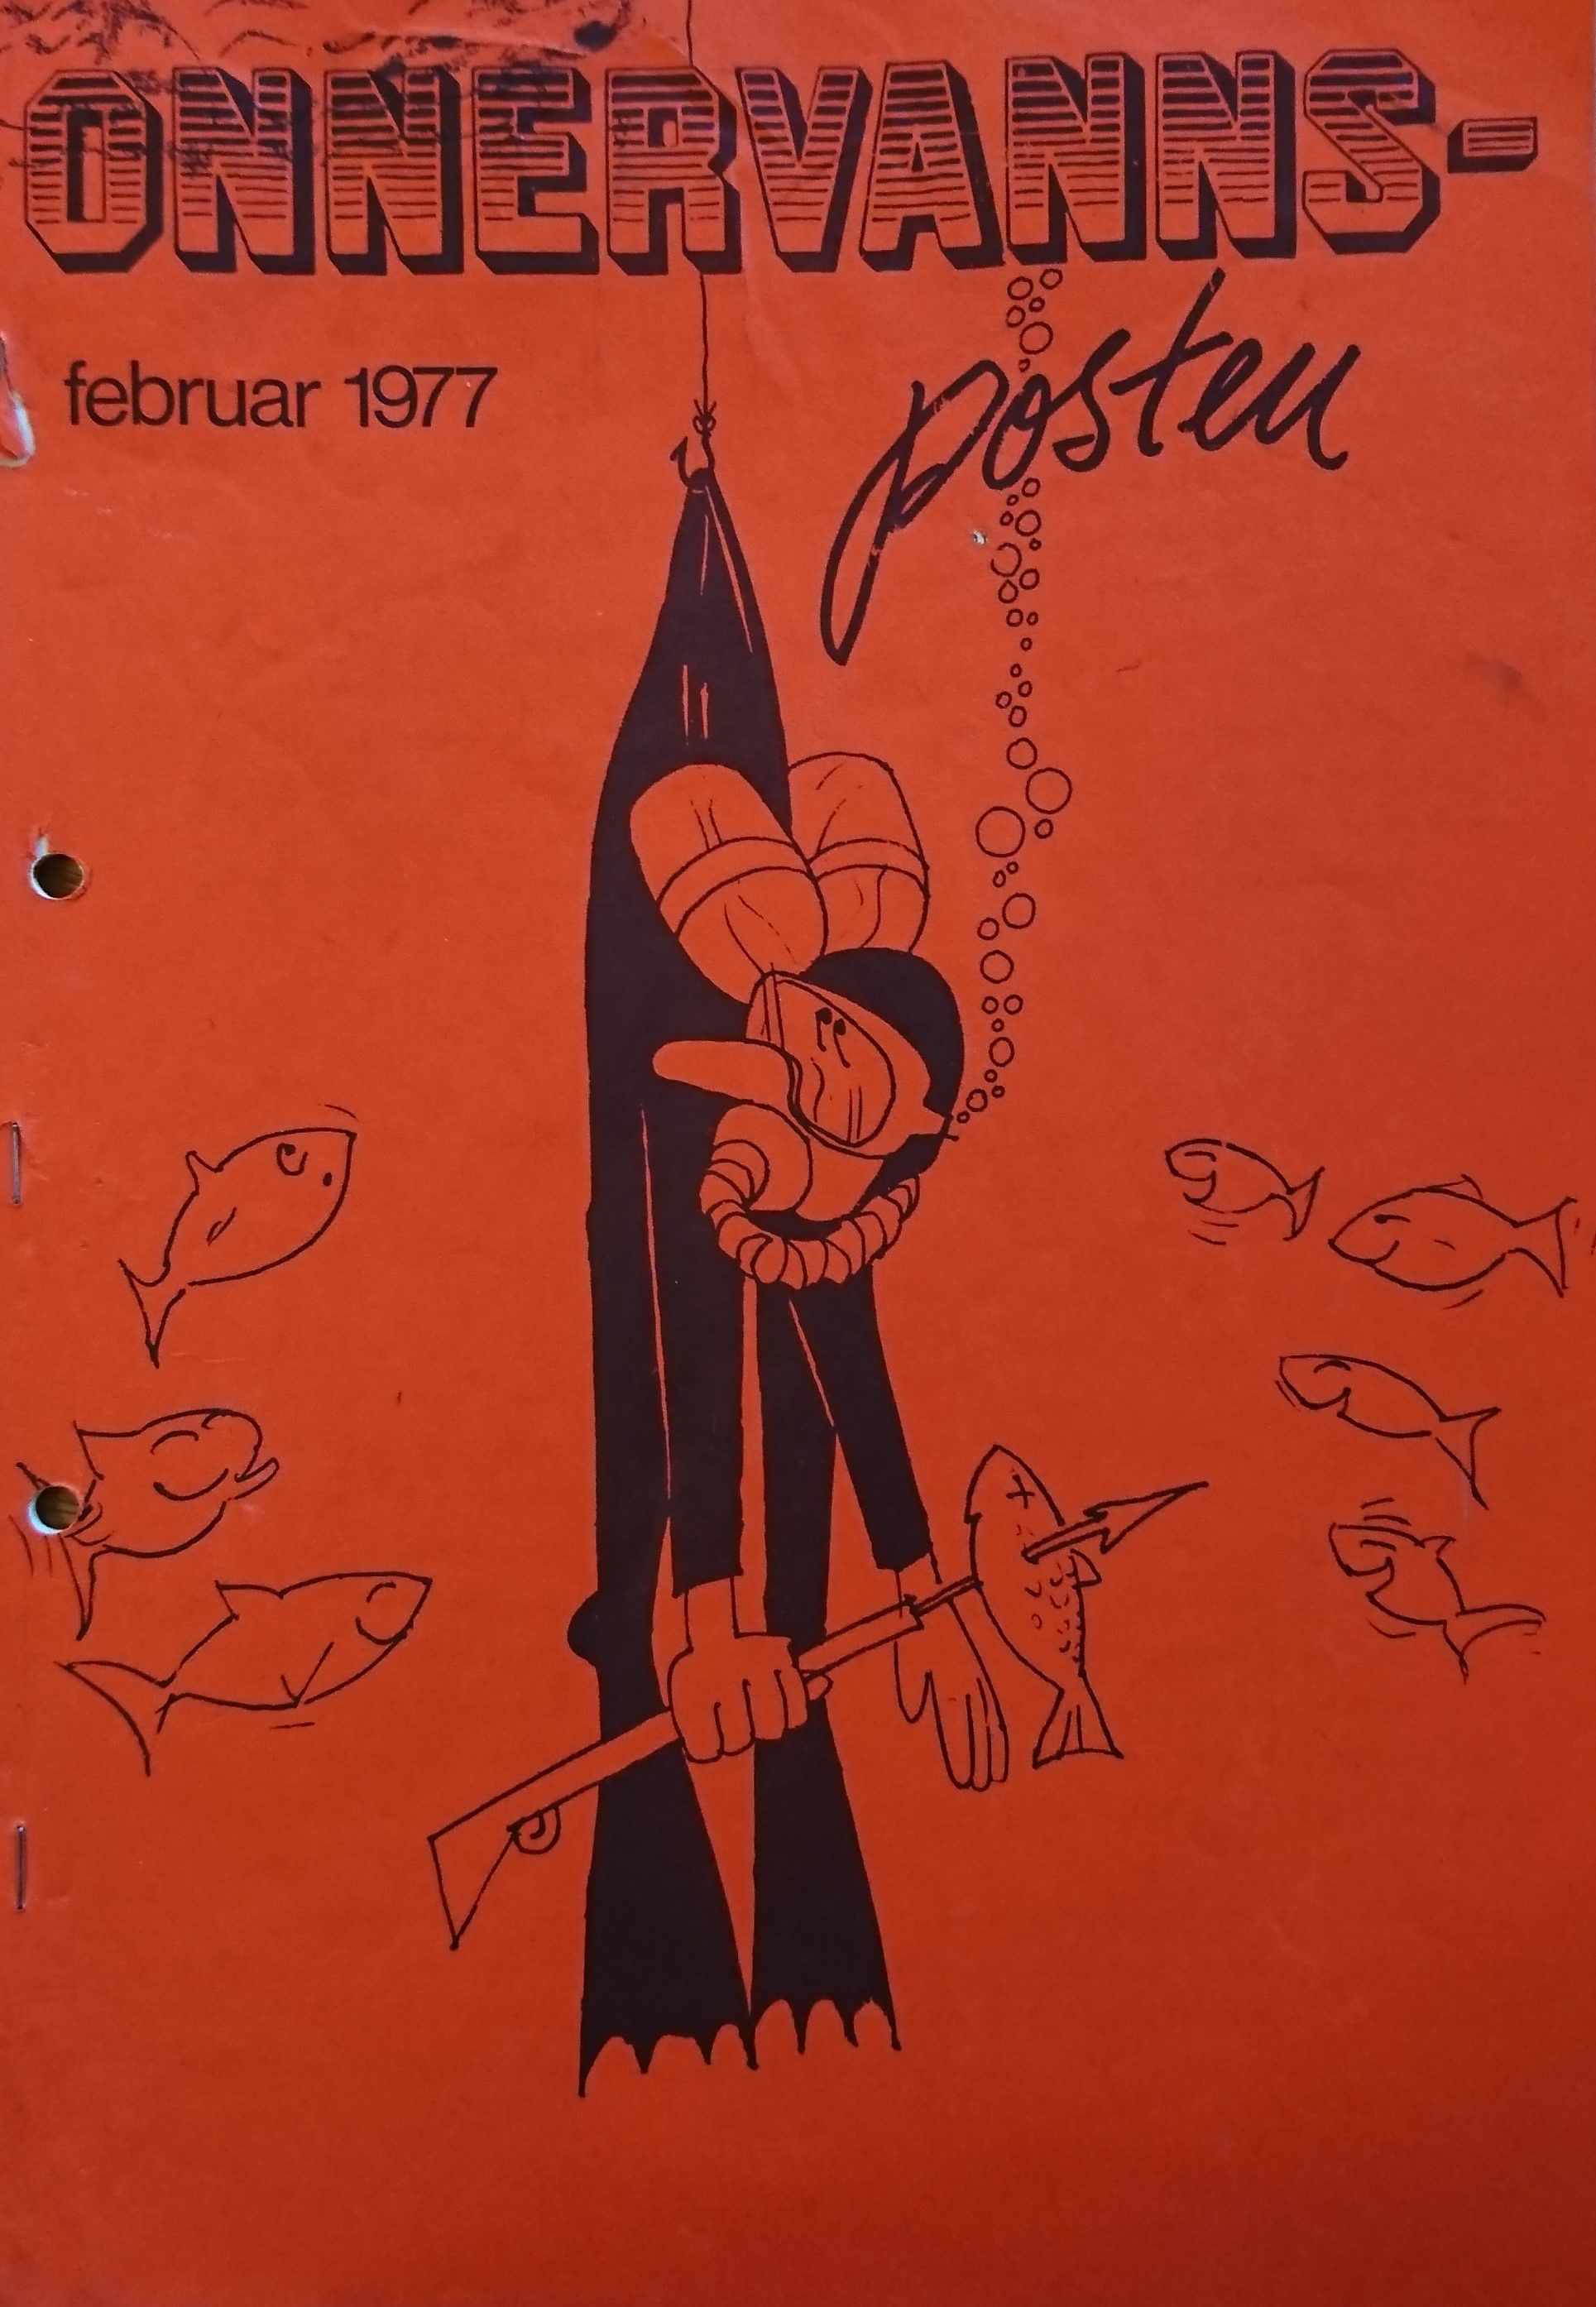 ONNERVANNS-
februar 1977
posten